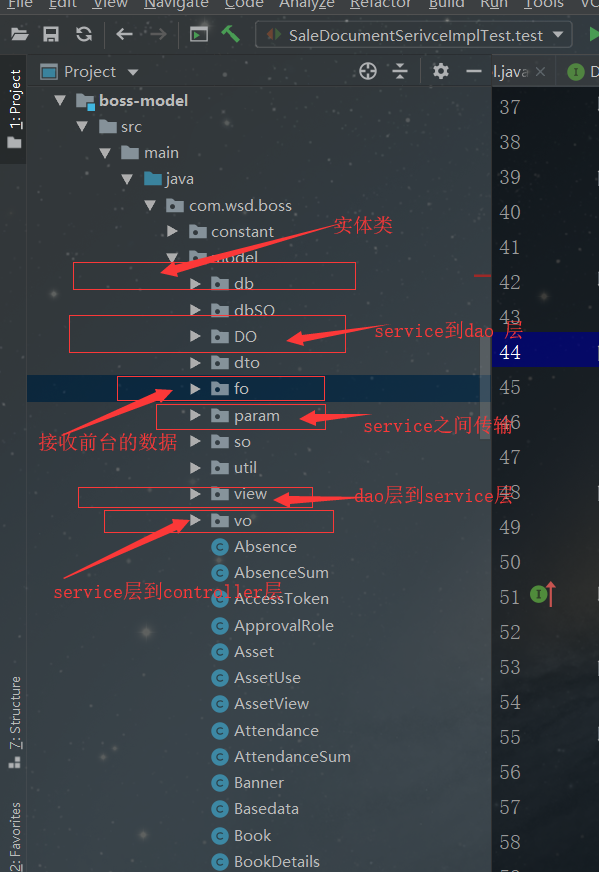 File Edit View Navigate Code Analyze Refactor Build Run Tools
SaleDocumentSerivceImplTest.test
1: Project
Project
l.java
D
boss-model
src
main
java
com.wsd.boss
constant
实体类
model
db
dbSO
DO
service到dao 层
dto
fo
接收前台的数据
param
service之间传输
so
util
view
dao层到service层
vo
service层到controller层
Absence
AbsenceSum
AccessToken
ApprovalRole
Asset
AssetUse
AssetView
Attendance
AttendanceSum
Banner
Basedata
Book
BookDetails
7: Structure
2: Favorites
37
38
39
40
41
42
43
44
45
46
47
48
49
50
51
52
53
54
55
56
57
58